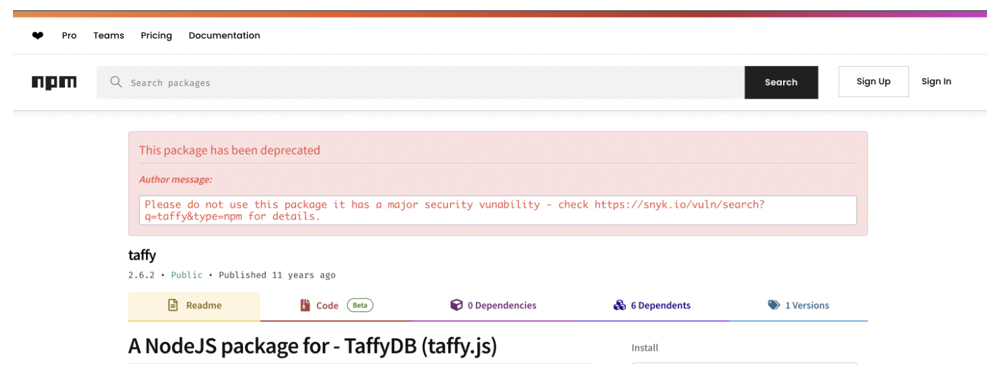 ❤ Pro Teams Pricing Documentation
npm Search packages Search Sign Up Sign In
This package has been deprecated
Author message:
Please do not use this package it has a major security vunability - check https://snyk.io/vuln/search?
q=taffy&type=npm for details.
taffy
2.6.2 • Public • Published 11 years ago
Readme Code Beta 0 Dependencies 6 Dependents 1 Versions
A NodeJS package for - TaffyDB (taffy.js)
Install